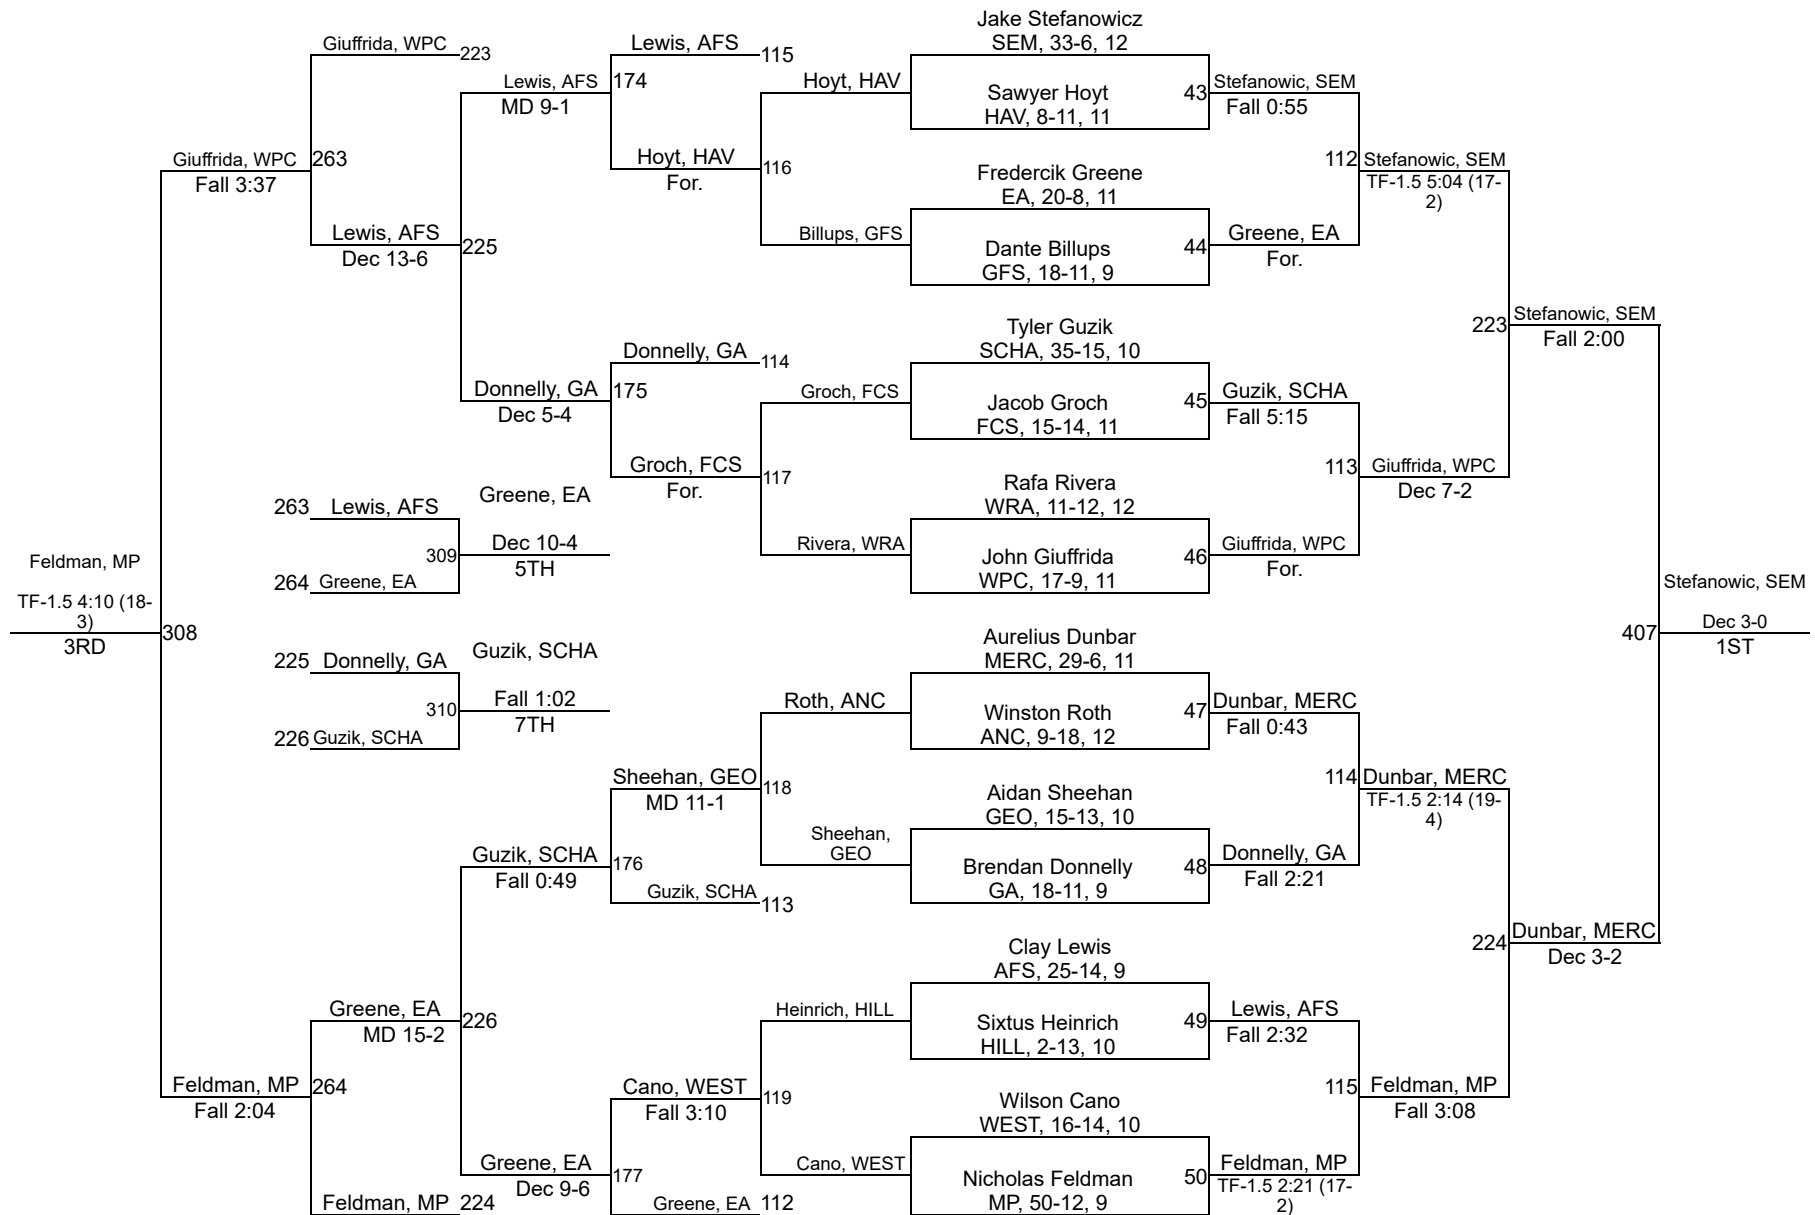 Jake Stefanowicz
SEM, 33-6, 12
Giuffrida, WPC
223
Lewis, AFS
115
Lewis, AFS
174
MD 9-1
Hoyt, HAV
Sawyer Hoyt
HAV, 8-11, 11
43
Stefanowic, SEM
Fall 0:55
Giuffrida, WPC
263
Fall 3:37
Hoyt, HAV
116
For.
Fredercik Greene
EA, 20-8, 11
112
Stefanowic, SEM
TF-1.5 5:04 (17-
2)
Lewis, AFS
225
Dec 13-6
Billups, GFS
Dante Billups
GFS, 18-11, 9
44
Greene, EA
For.
Tyler Guzik
SCHA, 35-15, 10
223
Stefanowic, SEM
Fall 2:00
Donnelly, GA
114
Donnelly, GA
175
Dec 5-4
Groch, FCS
Jacob Groch
FCS, 15-14, 11
45
Guzik, SCHA
Fall 5:15
Groch, FCS
117
For.
Rafa Rivera
WRA, 11-12, 12
113
Giuffrida, WPC
Dec 7-2
263
Lewis, AFS
Greene, EA
309
Dec 10-4
5TH
264
Greene, EA
Rivera, WRA
John Giuffrida
WPC, 17-9, 11
46
Giuffrida, WPC
For.
Feldman, MP
TF-1.5 4:10 (18-
3)
308
3RD
Stefanowic, SEM
Dec 3-0
407
1ST
225
Donnelly, GA
Guzik, SCHA
310
Fall 1:02
7TH
226
Guzik, SCHA
Aurelius Dunbar
MERC, 29-6, 11
Roth, ANC
Winston Roth
ANC, 9-18, 12
47
Dunbar, MERC
Fall 0:43
Sheehan, GEO
118
MD 11-1
Aidan Sheehan
GEO, 15-13, 10
114
Dunbar, MERC
TF-1.5 2:14 (19-
4)
Guzik, SCHA
176
Fall 0:49
Sheehan,
GEO
Brendan Donnelly
GA, 18-11, 9
48
Donnelly, GA
Fall 2:21
Guzik, SCHA
113
Clay Lewis
AFS, 25-14, 9
224
Dunbar, MERC
Dec 3-2
Greene, EA
226
MD 15-2
Heinrich, HILL
Sixtus Heinrich
HILL, 2-13, 10
49
Lewis, AFS
Fall 2:32
Feldman, MP
264
Fall 2:04
Cano, WEST
119
Fall 3:10
Wilson Cano
WEST, 16-14, 10
115
Feldman, MP
Fall 3:08
Greene, EA
177
Dec 9-6
Cano, WEST
Nicholas Feldman
MP, 50-12, 9
50
Feldman, MP
TF-1.5 2:21 (17-
2)
Feldman, MP
224
Greene, EA
112